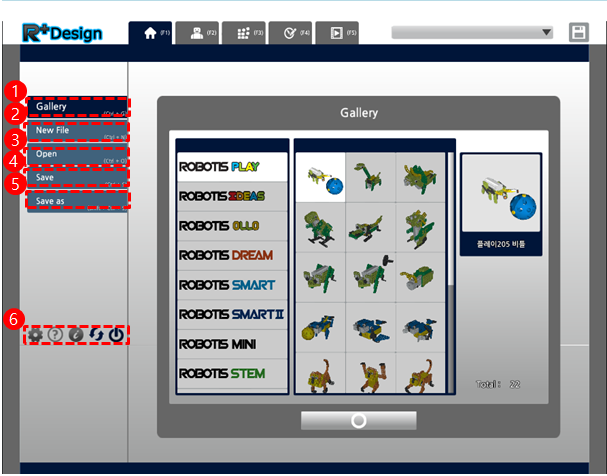 R+Design
(F1)
(F2)
(F3)
(F4)
(F5)
1
Gallery
2
New File
(Ctrl + N)
3
Open
(Ctrl + O)
4
Save
5
Save as
6
Gallery
ROBOTIS PLAY
ROBOTIS IDEAS
ROBOTIS OLLO
ROBOTIS DREAM
ROBOTIS SMART
ROBOTIS SMART II
ROBOTIS MINI
ROBOTIS STEM
플레이205 비틀
Total : 22